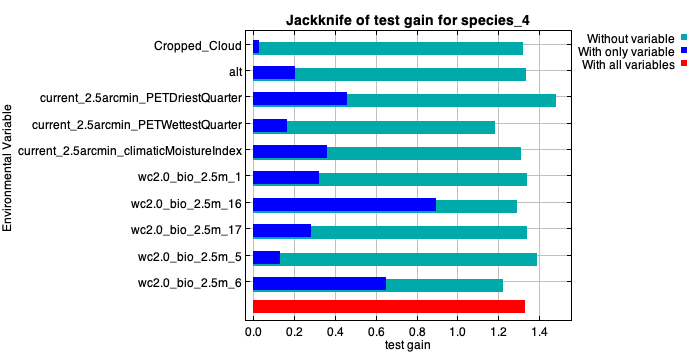 Jackknife of test gain for species_4
Without variable
With only variable
With all variables
Environmental Variable
Cropped_Cloud
alt
current_2.5arcmin_PETDriestQuarter
current_2.5arcmin_PETWettestQuarter
current_2.5arcmin_climaticMoistureIndex
wc2.0_bio_2.5m_1
wc2.0_bio_2.5m_16
wc2.0_bio_2.5m_17
wc2.0_bio_2.5m_5
wc2.0_bio_2.5m_6
0.0 0.2 0.4 0.6 0.8 1.0 1.2 1.4
test gain